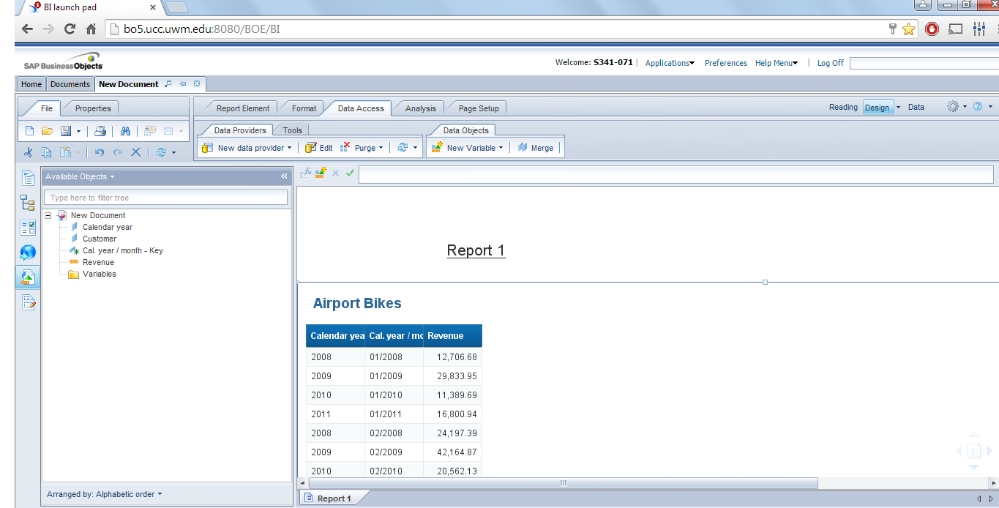 BI launch pad
bo5.ucc.uwm.edu:8080/BOE/BI
SAP BusinessObjects
Welcome: S341-071 | Applications Preferences Help Menu | Log Off
Home Documents New Document
File Properties Report Element Format Data Access Analysis Page Setup Reading Design Data
Data Providers Tools Data Objects
New data provider Edit Purge New Variable Merge
Available Objects
Type here to filter tree
New Document
Calendar year
Customer
Cal. year / month - Key
Revenue
Variables
Arranged by: Alphabetic order
Report 1
Airport Bikes
Calendar yea Cal. year / mo Revenue
2008 01/2008 12,706.68
2009 01/2009 29,833.95
2010 01/2010 11,389.69
2011 01/2011 16,800.94
2008 02/2008 24,197.39
2009 02/2009 42,164.87
2010 02/2010 20,562.13
1
Report 1